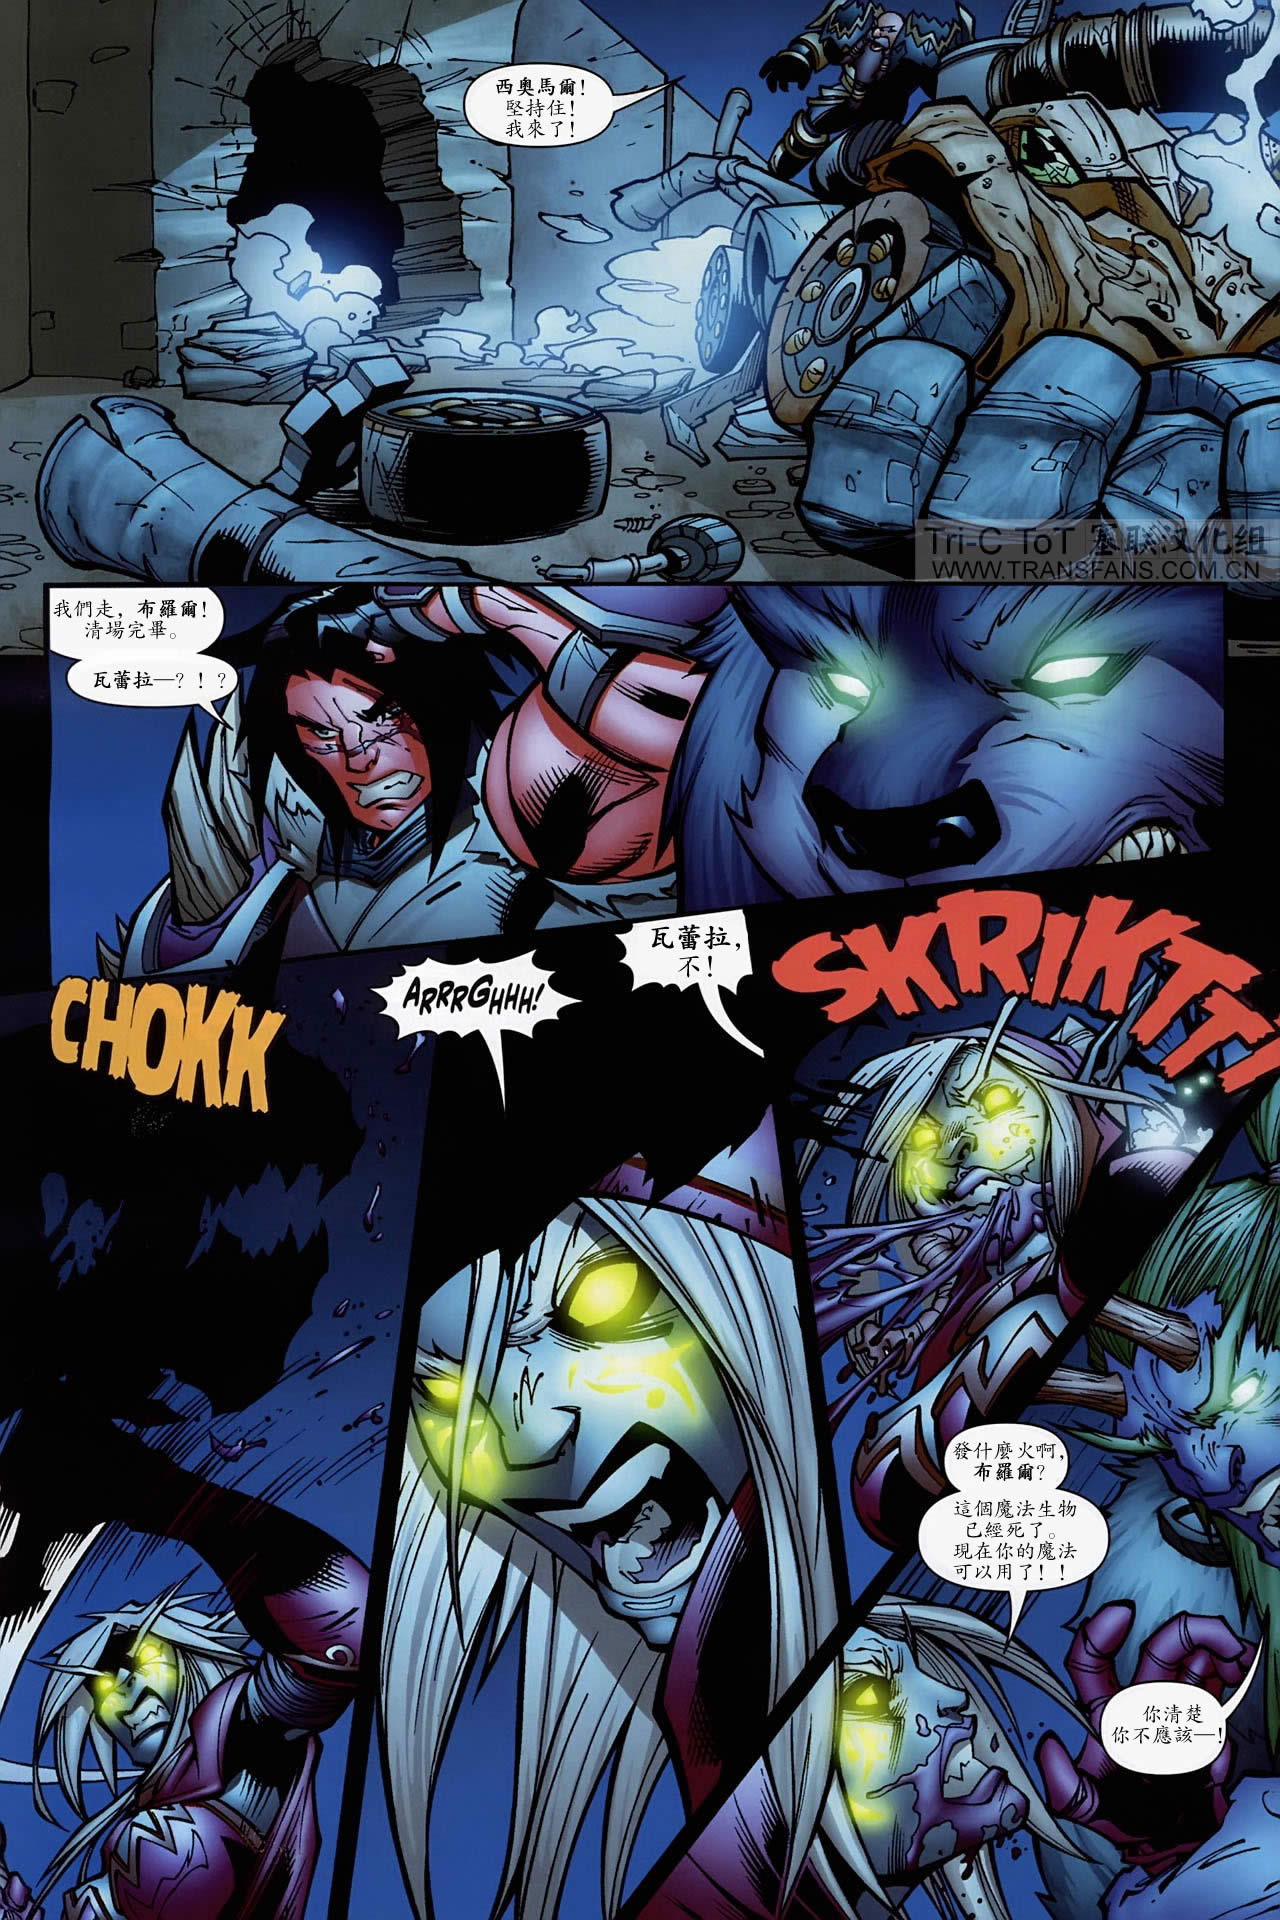 西奧馬爾!
堅持住!
我來了!
Tri-C ToT 塞联汉化组
WWW.TRANSFANS.COM.CN
我們走, 布羅爾!
清場完畢。
瓦蕾拉—?!?
CHOKK
ARRRGHHH!
瓦蕾拉,
不!
SKRIKTT!
發什麼火啊,
布羅爾?
這個魔法生物
已經死了。
現在你的魔法
可以用了!!
你清楚
你不應該—!